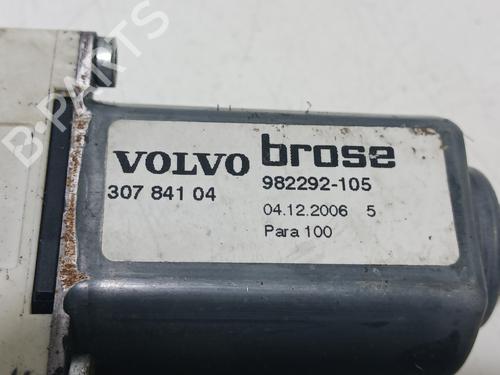 VOLVO brose
307 841 04 982292-105
04.12.2006 5
Para 100
B-PARTS